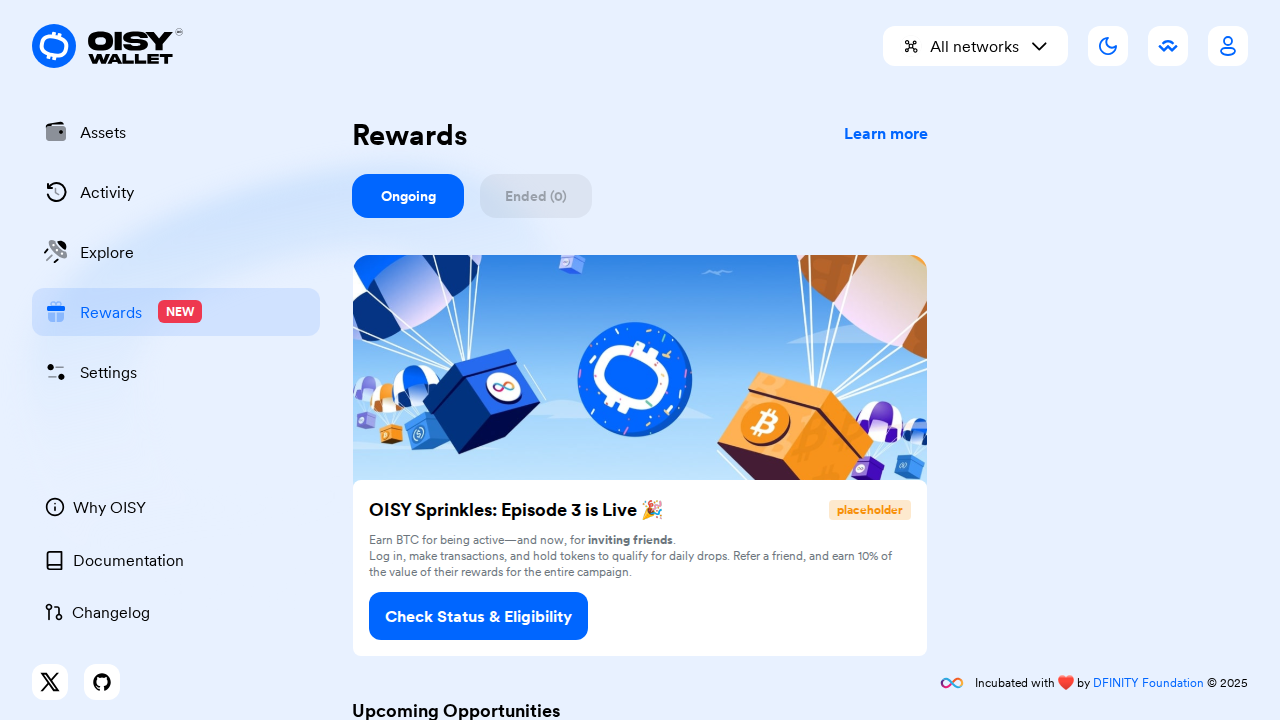 OISY
WALLET
All networks
Assets
Activity
Explore
Rewards NEW
Settings
Why OISY
Documentation
Changelog
Rewards
Learn more
Ongoing
Ended (0)
OISY Sprinkles: Episode 3 is Live 🎉
placeholder
Earn BTC for being active—and now, for inviting friends.
Log in, make transactions, and hold tokens to qualify for daily drops. Refer a friend, and earn 10% of
the value of their rewards for the entire campaign.
Check Status & Eligibility
Upcoming Opportunities
Incubated with ❤️ by DFINITY Foundation © 2025